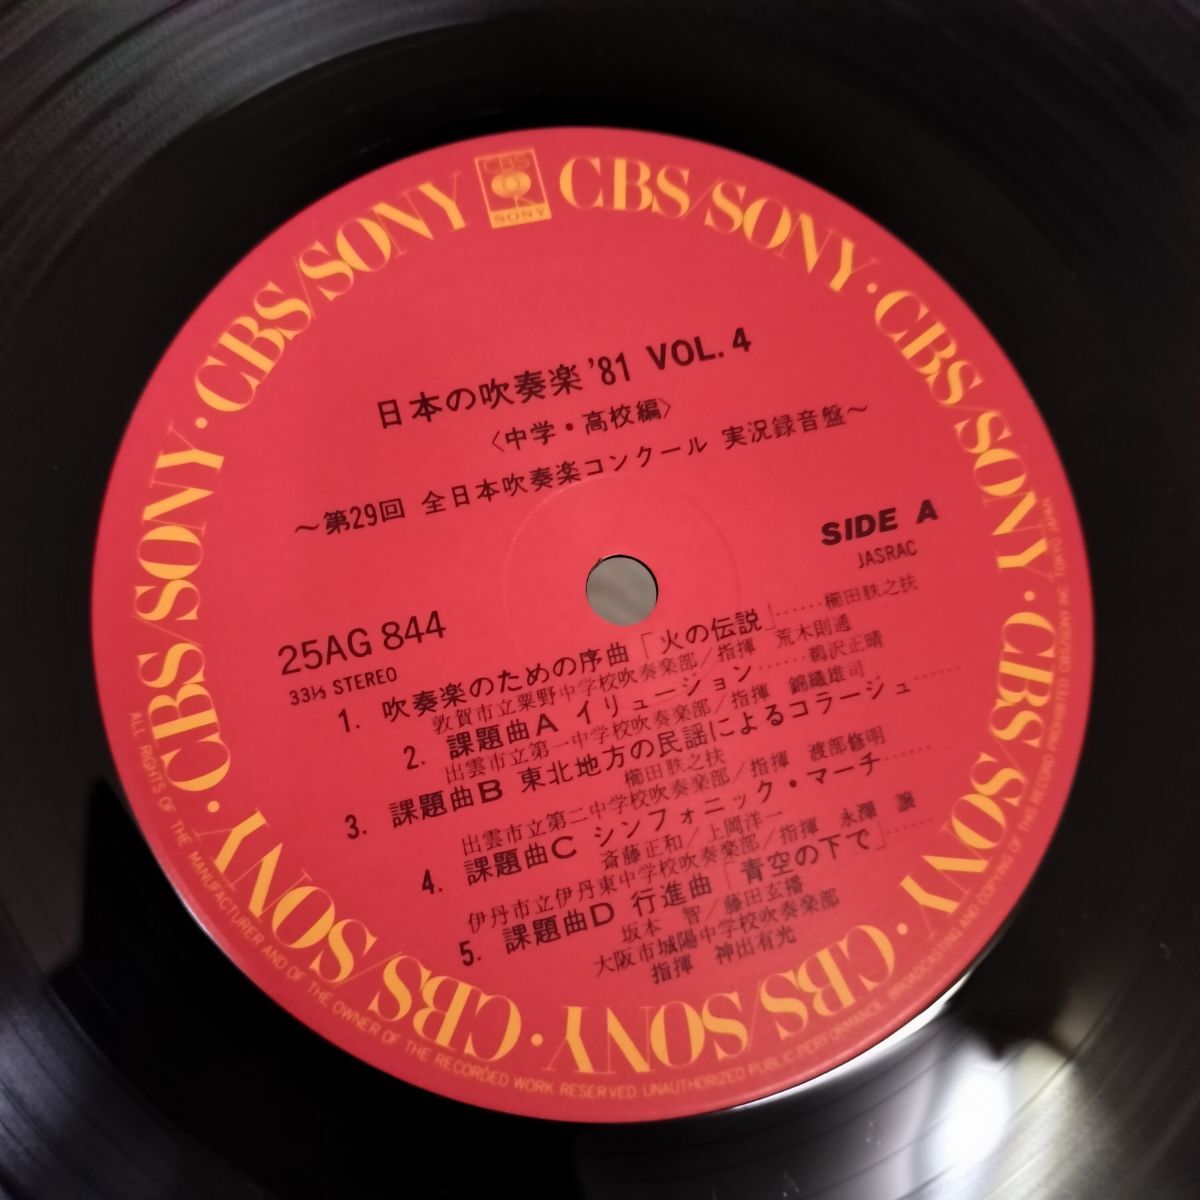 CBS
SONY
CBS/SONY · CBS/SONY · CBS/SONY · CBS/SONY · CBS/SONY · CBS/SONY · CBS/SONY · CBS/SONY
日本の吹奏楽 '81 VOL. 4
〈中学・高校編〉
～第29回 全日本吹奏楽コンクール 実況録音盤～
SIDE A
JASRAC
25AG 844
33⅓ STEREO
1. 吹奏楽のための序曲「火の伝説」……櫛田䏋之扶
敦賀市立粟野中学校吹奏楽部／指揮 荒木則通
2. 課題曲A イリュージョン……鵜沢正晴
出雲市立第一中学校吹奏楽部／指揮 錦織雄司
3. 課題曲B 東北地方の民謡によるコラージュ……
櫛田䏋之扶
出雲市立第二中学校吹奏楽部／指揮 渡部修明
4. 課題曲C シンフォニック・マーチ……
斎藤正和／上岡洋一
伊丹市立伊丹東中学校吹奏楽部／指揮 永澤 譲
5. 課題曲D 行進曲「青空の下で」……
坂本 智／藤田玄播
大阪市城陽中学校吹奏楽部
指揮 神出有光
ALL RIGHTS OF THE MANUFACTURER AND OF THE OWNER OF THE RECORDED WORK RESERVED. UNAUTHORIZED PUBLIC PERFORMANCE, BROADCASTING AND COPYING OF THIS RECORD PROHIBITED CBS/SONY INC. TOKYO JAPAN